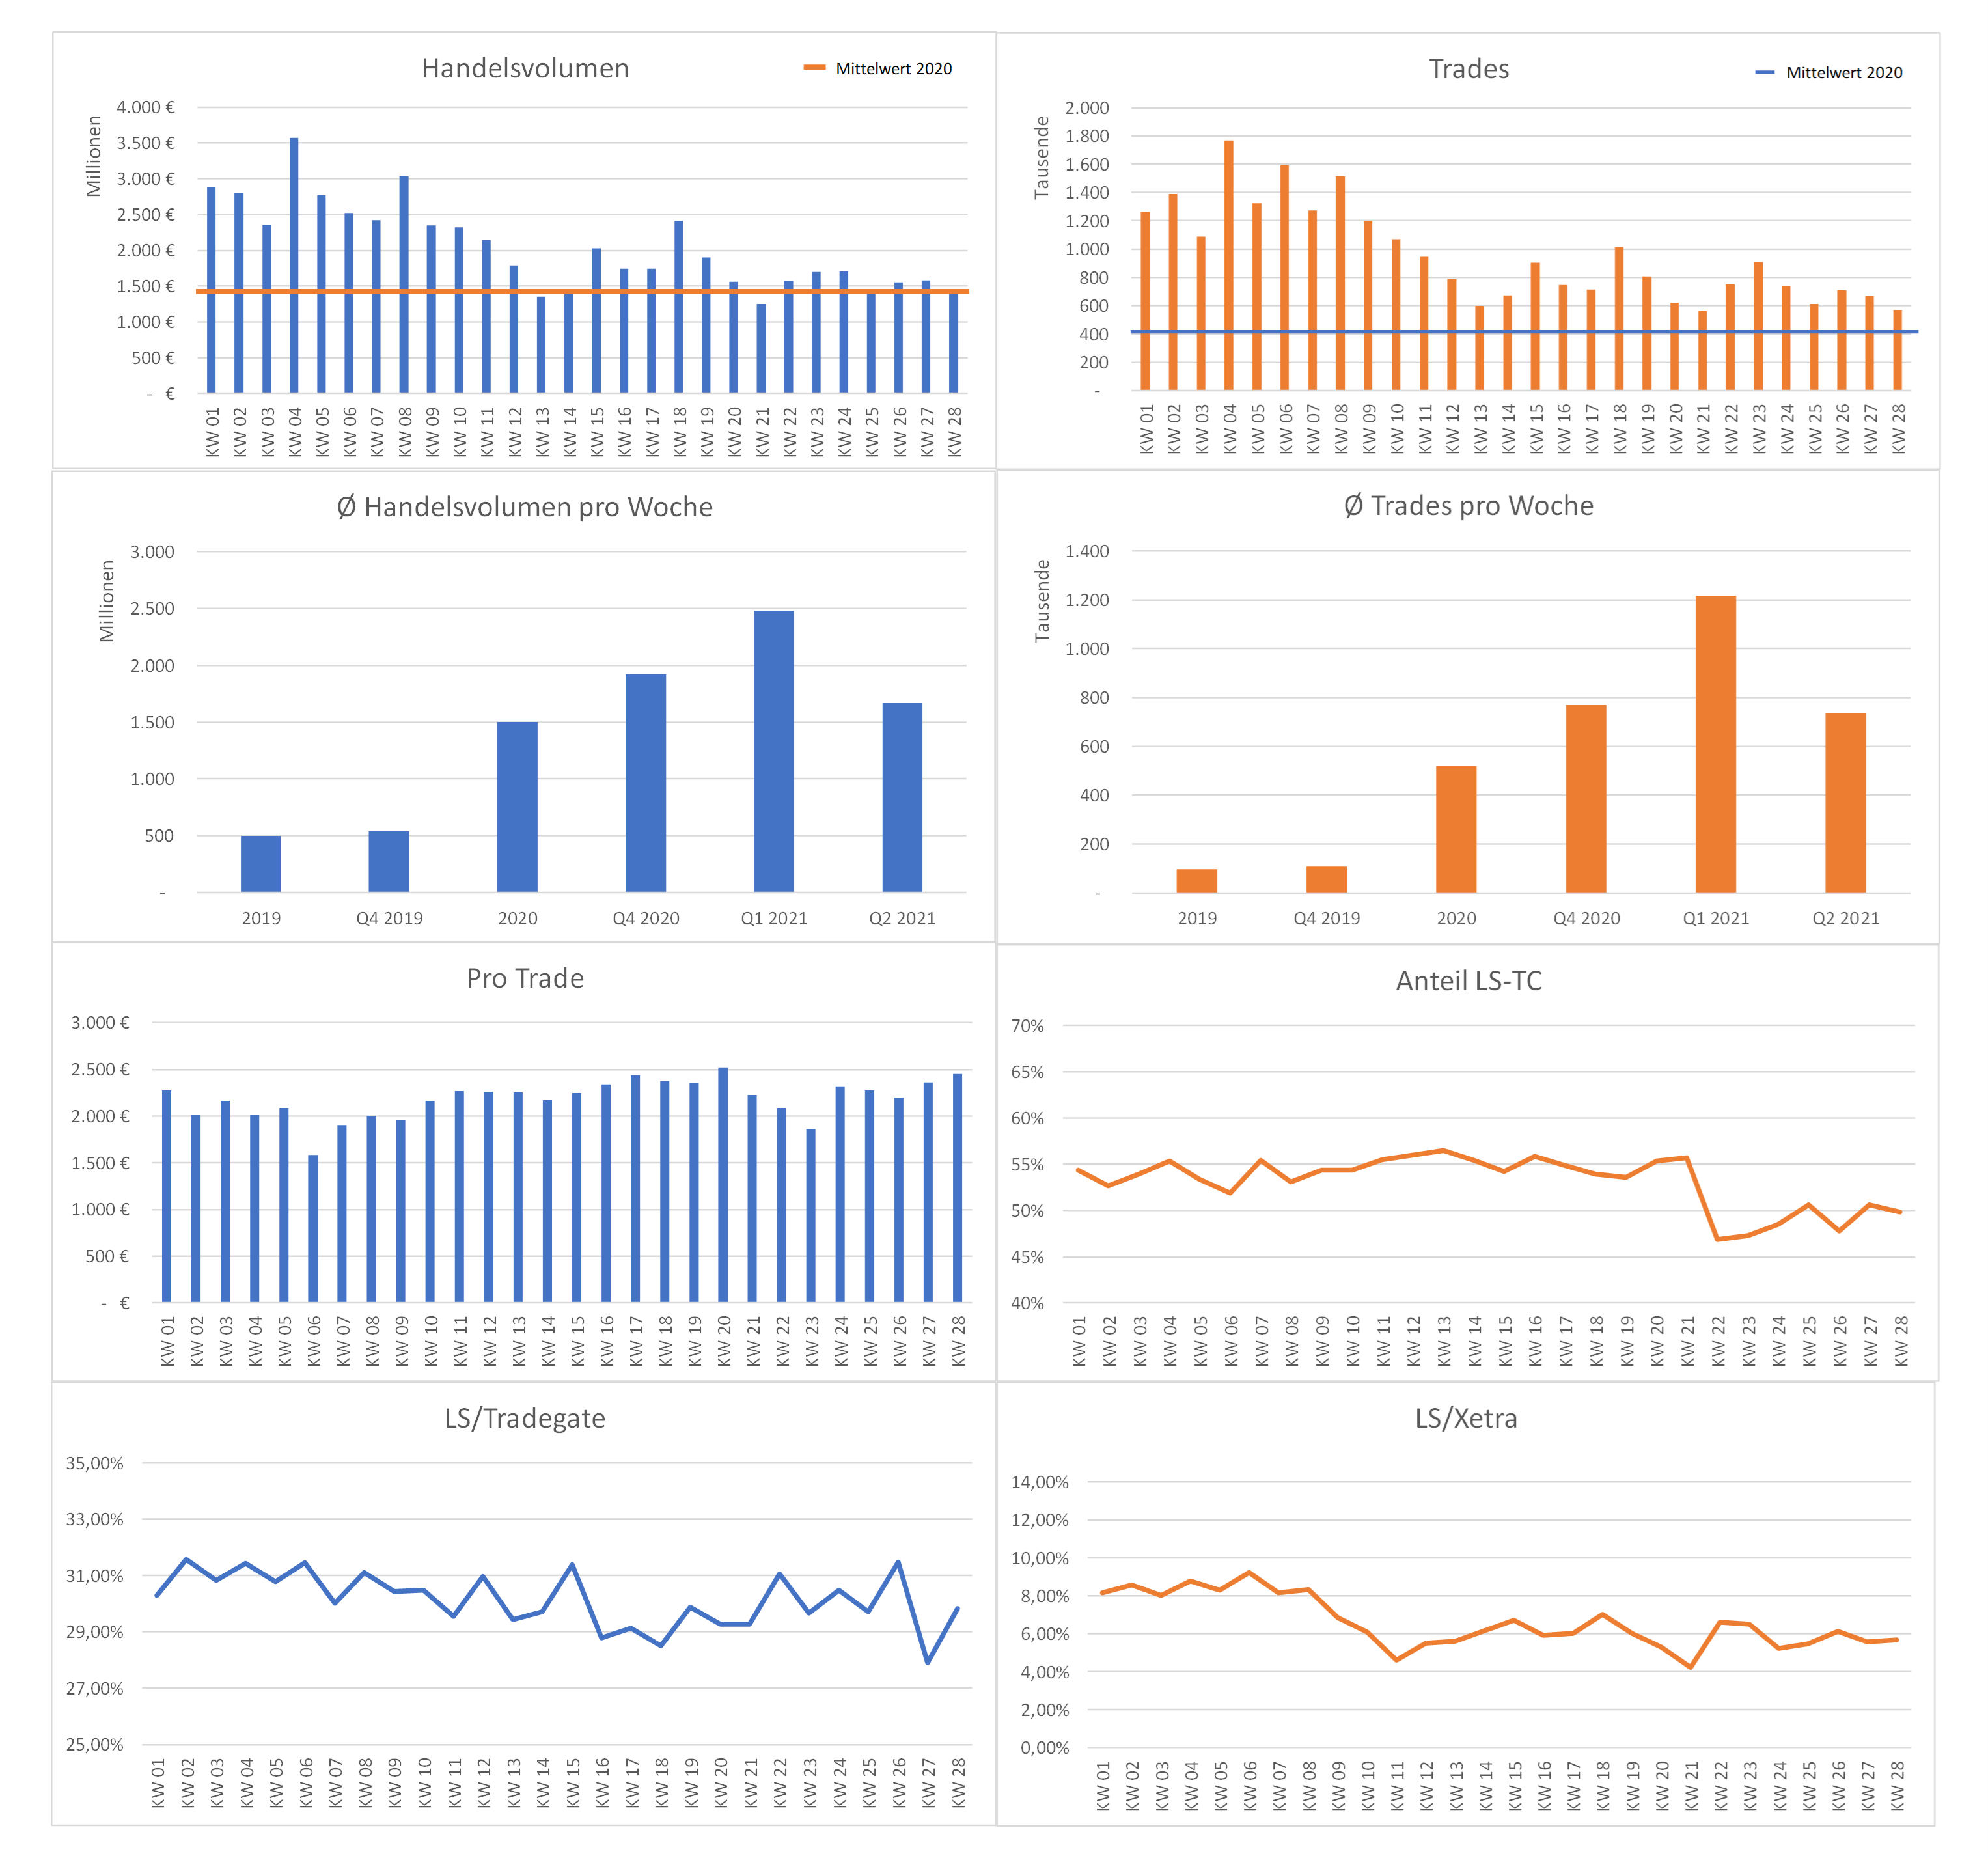 Handelsvolumen
Mittelwert 2020
Millionen
4.000 €
3.500 €
3.000 €
2.500 €
2.000 €
1.500 €
1.000 €
500 €
- €
KW 01
KW 02
KW 03
KW 04
KW 05
KW 06
KW 07
KW 08
KW 09
KW 10
KW 11
KW 12
KW 13
KW 14
KW 15
KW 16
KW 17
KW 18
KW 19
KW 20
KW 21
KW 22
KW 23
KW 24
KW 25
KW 26
KW 27
KW 28
Trades
Mittelwert 2020
Tausende
2.000
1.800
1.600
1.400
1.200
1.000
800
600
400
200
-
KW 01
KW 02
KW 03
KW 04
KW 05
KW 06
KW 07
KW 08
KW 09
KW 10
KW 11
KW 12
KW 13
KW 14
KW 15
KW 16
KW 17
KW 18
KW 19
KW 20
KW 21
KW 22
KW 23
KW 24
KW 25
KW 26
KW 27
KW 28
Ø Handelsvolumen pro Woche
Millionen
3.000
2.500
2.000
1.500
1.000
500
-
2019 Q4 2019 2020 Q4 2020 Q1 2021 Q2 2021
Ø Trades pro Woche
Tausende
1.400
1.200
1.000
800
600
400
200
-
2019 Q4 2019 2020 Q4 2020 Q1 2021 Q2 2021
Pro Trade
3.000 €
2.500 €
2.000 €
1.500 €
1.000 €
500 €
- €
KW 01
KW 02
KW 03
KW 04
KW 05
KW 06
KW 07
KW 08
KW 09
KW 10
KW 11
KW 12
KW 13
KW 14
KW 15
KW 16
KW 17
KW 18
KW 19
KW 20
KW 21
KW 22
KW 23
KW 24
KW 25
KW 26
KW 27
KW 28
Anteil LS-TC
70%
65%
60%
55%
50%
45%
40%
KW 01
KW 02
KW 03
KW 04
KW 05
KW 06
KW 07
KW 08
KW 09
KW 10
KW 11
KW 12
KW 13
KW 14
KW 15
KW 16
KW 17
KW 18
KW 19
KW 20
KW 21
KW 22
KW 23
KW 24
KW 25
KW 26
KW 27
KW 28
LS/Tradegate
35,00%
33,00%
31,00%
29,00%
27,00%
25,00%
KW 01
KW 02
KW 03
KW 04
KW 05
KW 06
KW 07
KW 08
KW 09
KW 10
KW 11
KW 12
KW 13
KW 14
KW 15
KW 16
KW 17
KW 18
KW 19
KW 20
KW 21
KW 22
KW 23
KW 24
KW 25
KW 26
KW 27
KW 28
LS/Xetra
14,00%
12,00%
10,00%
8,00%
6,00%
4,00%
2,00%
0,00%
KW 01
KW 02
KW 03
KW 04
KW 05
KW 06
KW 07
KW 08
KW 09
KW 10
KW 11
KW 12
KW 13
KW 14
KW 15
KW 16
KW 17
KW 18
KW 19
KW 20
KW 21
KW 22
KW 23
KW 24
KW 25
KW 26
KW 27
KW 28